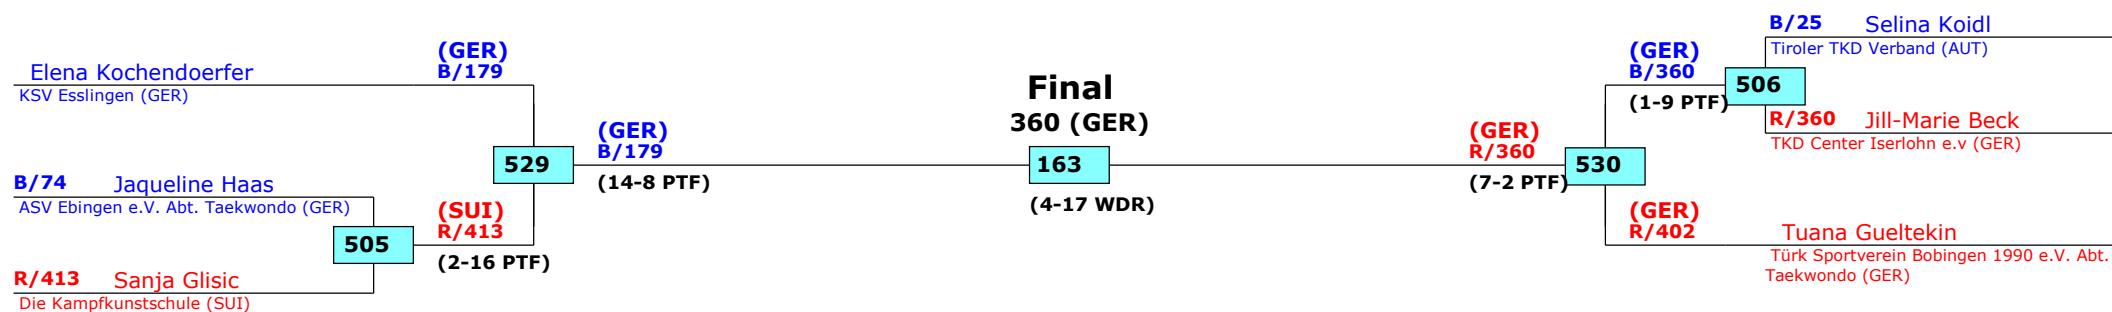 (GER)
B/179
Elena Kochendoerfer
KSV Esslingen (GER)
B/74 Jaqueline Haas
ASV Ebingen e.V. Abt. Taekwondo (GER)
505
R/413 Sanja Glisic
Die Kampfkunstschule (SUI)
(SUI)
R/413
(2-16 PTF)
529
(GER)
B/179
(14-8 PTF)
Final
360 (GER)
163
(4-17 WDR)
(GER)
R/360
(7-2 PTF)
530
(GER)
B/360
(1-9 PTF)
506
B/25 Selina Koidl
Tiroler TKD Verband (AUT)
R/360 Jill-Marie Beck
TKD Center Iserlohn e.v (GER)
(GER)
R/402
Tuana Gueltekin
Türk Sportverein Bobingen 1990 e.V. Abt.
Taekwondo (GER)